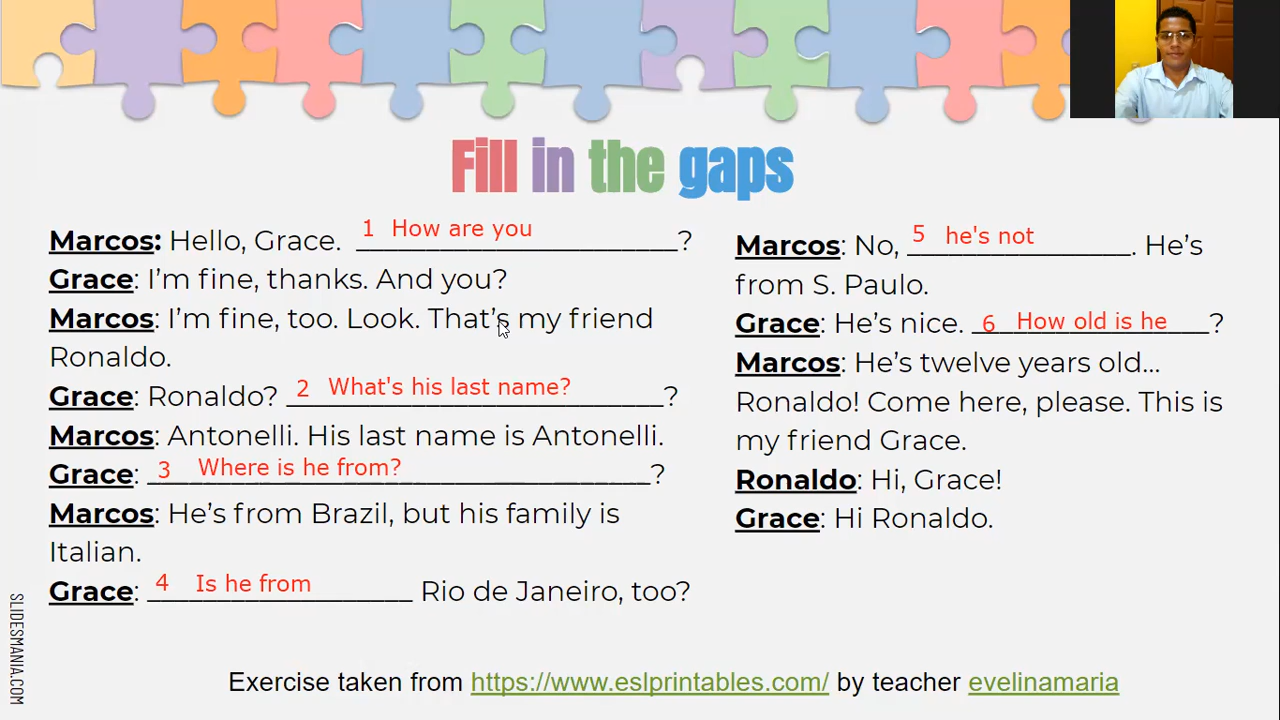 Fill in the gaps
Marcos: Hello, Grace. 1 How are you ?
Grace: I’m fine, thanks. And you?
Marcos: I’m fine, too. Look. That’s my friend
Ronaldo.
Grace: Ronaldo? 2 What's his last name? ?
Marcos: Antonelli. His last name is Antonelli.
Grace: 3 Where is he from? ?
Marcos: He’s from Brazil, but his family is
Italian.
Grace: 4 Is he from Rio de Janeiro, too?
Marcos: No, 5 he's not . He’s
from S. Paulo.
Grace: He’s nice. 6 How old is he ?
Marcos: He’s twelve years old...
Ronaldo! Come here, please. This is
my friend Grace.
Ronaldo: Hi, Grace!
Grace: Hi Ronaldo.
Exercise taken from https://www.eslprintables.com/ by teacher evelinamaria
SLIDESMANIA.COM